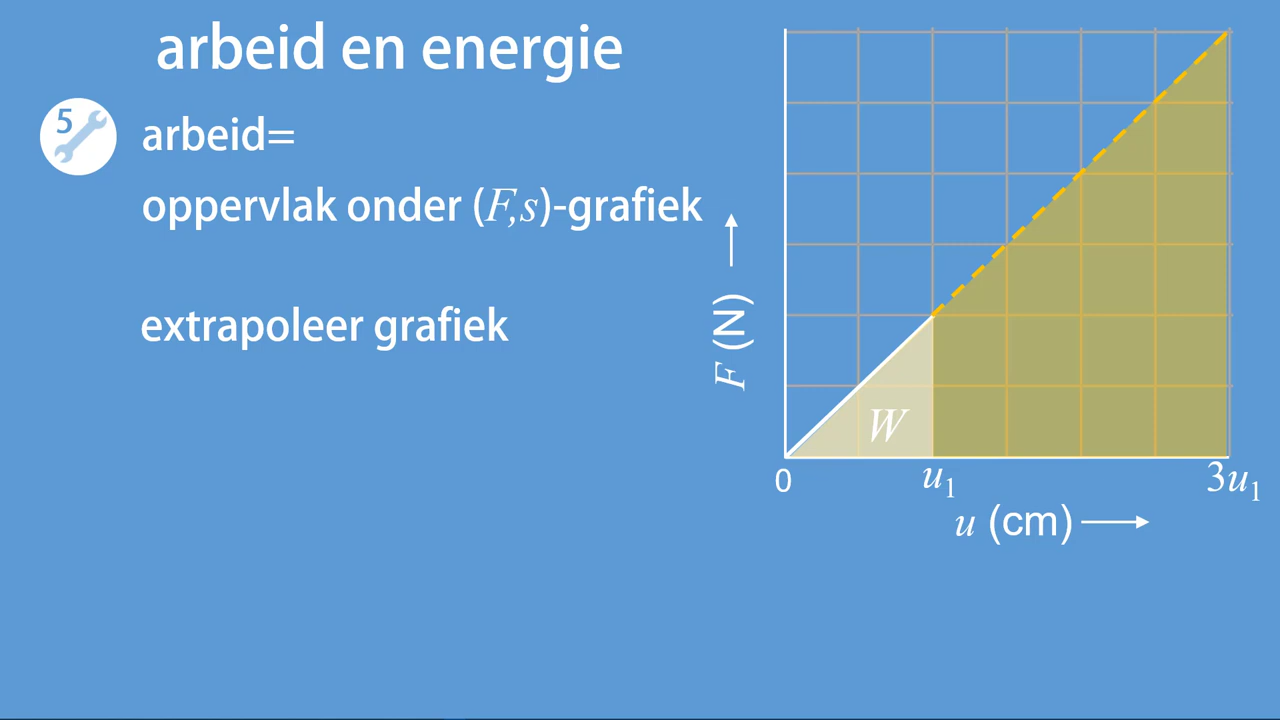 arbeid en energie
5
arbeid=
oppervlak onder (F,s)-grafiek
extrapoleer grafiek
F (N)
W
0
u₁
3u₁
u (cm)